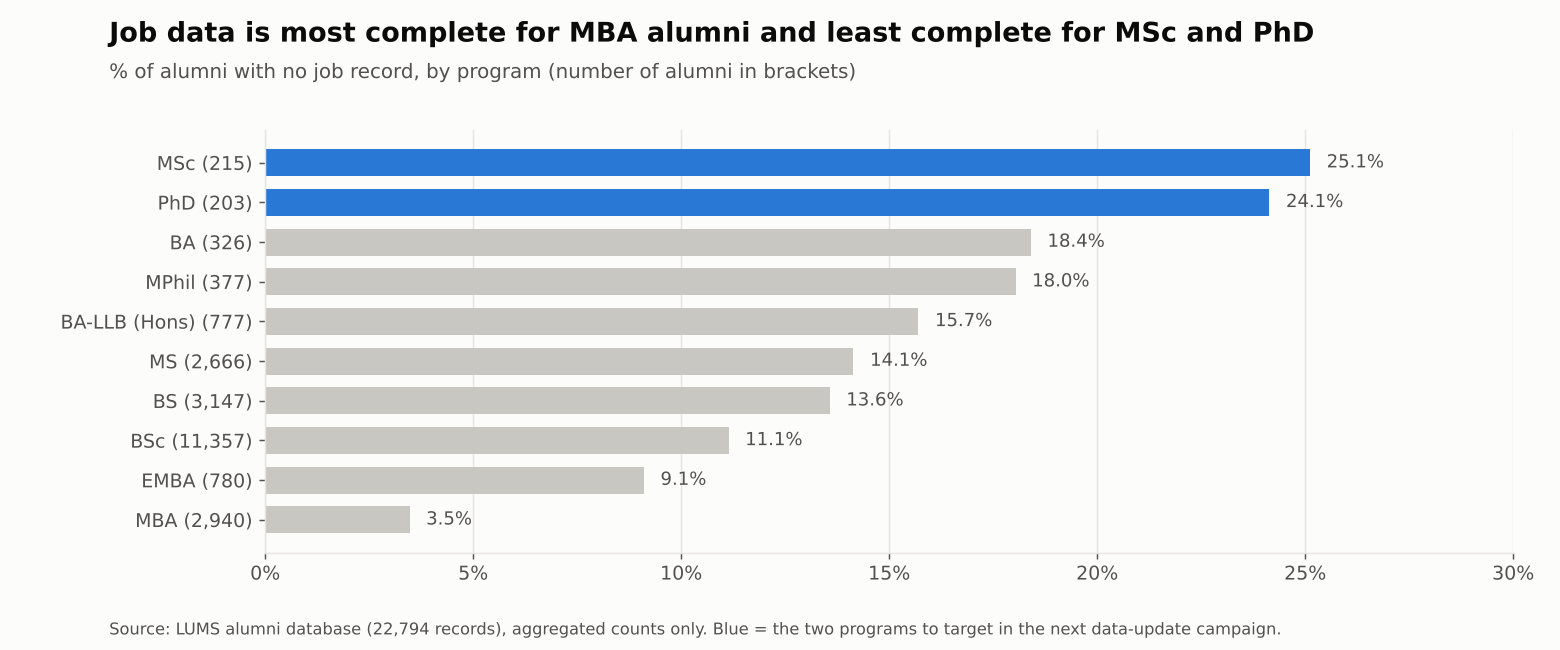 Job data is most complete for MBA alumni and least complete for MSc and PhD
% of alumni with no job record, by program (number of alumni in brackets)
MSc (215) 25.1%
PhD (203) 24.1%
BA (326) 18.4%
MPhil (377) 18.0%
BA-LLB (Hons) (777) 15.7%
MS (2,666) 14.1%
BS (3,147) 13.6%
BSc (11,357) 11.1%
EMBA (780) 9.1%
MBA (2,940) 3.5%
0% 5% 10% 15% 20% 25% 30%
Source: LUMS alumni database (22,794 records), aggregated counts only. Blue = the two programs to target in the next data-update campaign.